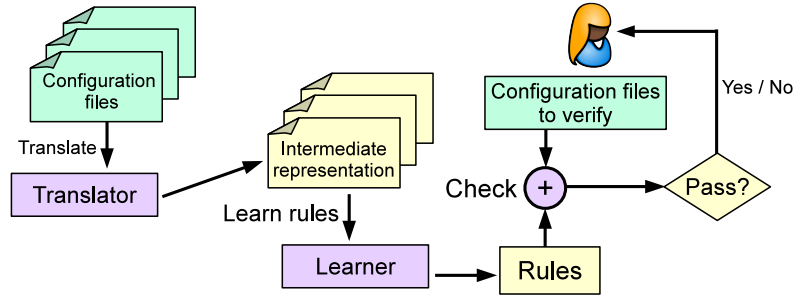 Configuration
files
Translate
Translator
Intermediate
representation
Learn rules
Learner
Rules
Configuration files
to verify
Check
+
Pass?
Yes / No